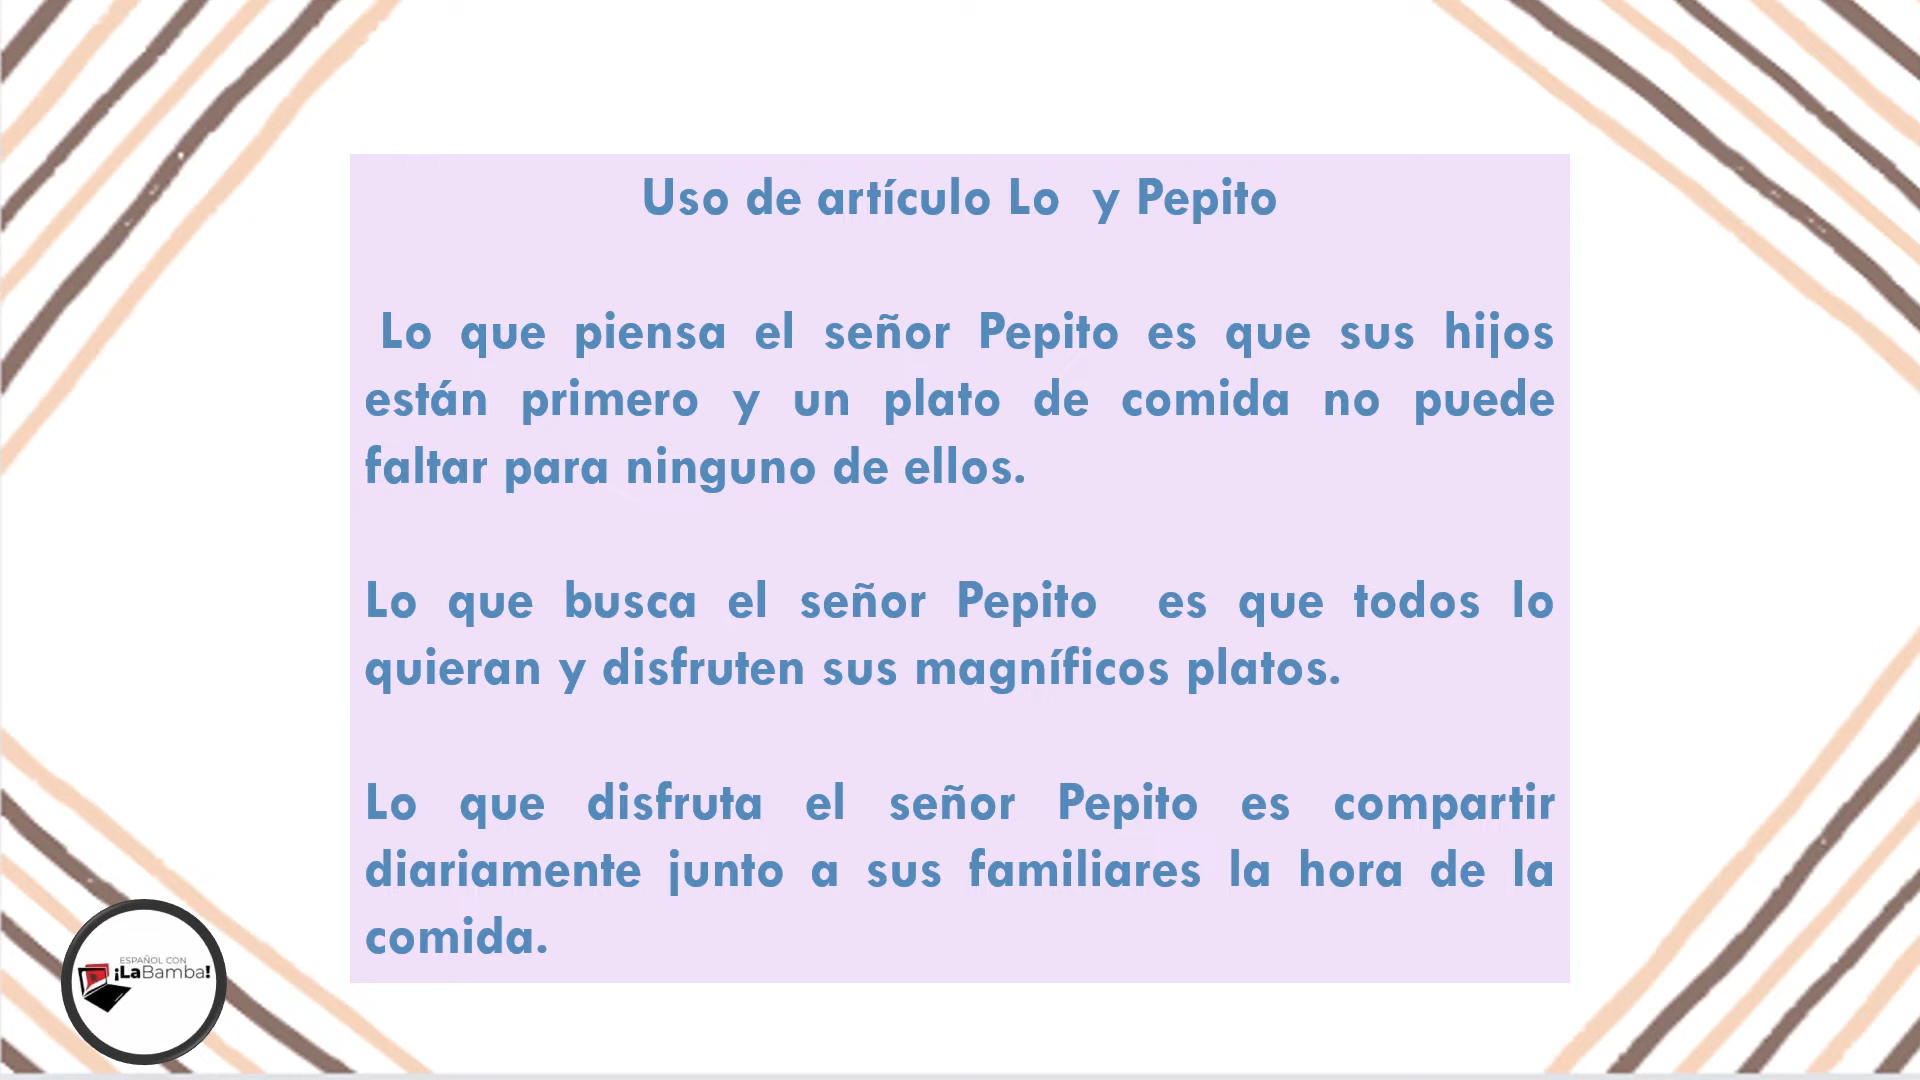 Uso de artículo Lo y Pepito
Lo que piensa el señor Pepito es que sus hijos
están primero y un plato de comida no puede
faltar para ninguno de ellos.
Lo que busca el señor Pepito es que todos lo
quieran y disfruten sus magníficos platos.
Lo que disfruta el señor Pepito es compartir
diariamente junto a sus familiares la hora de la
comida.
ESPAÑOL CON
¡LaBamba!